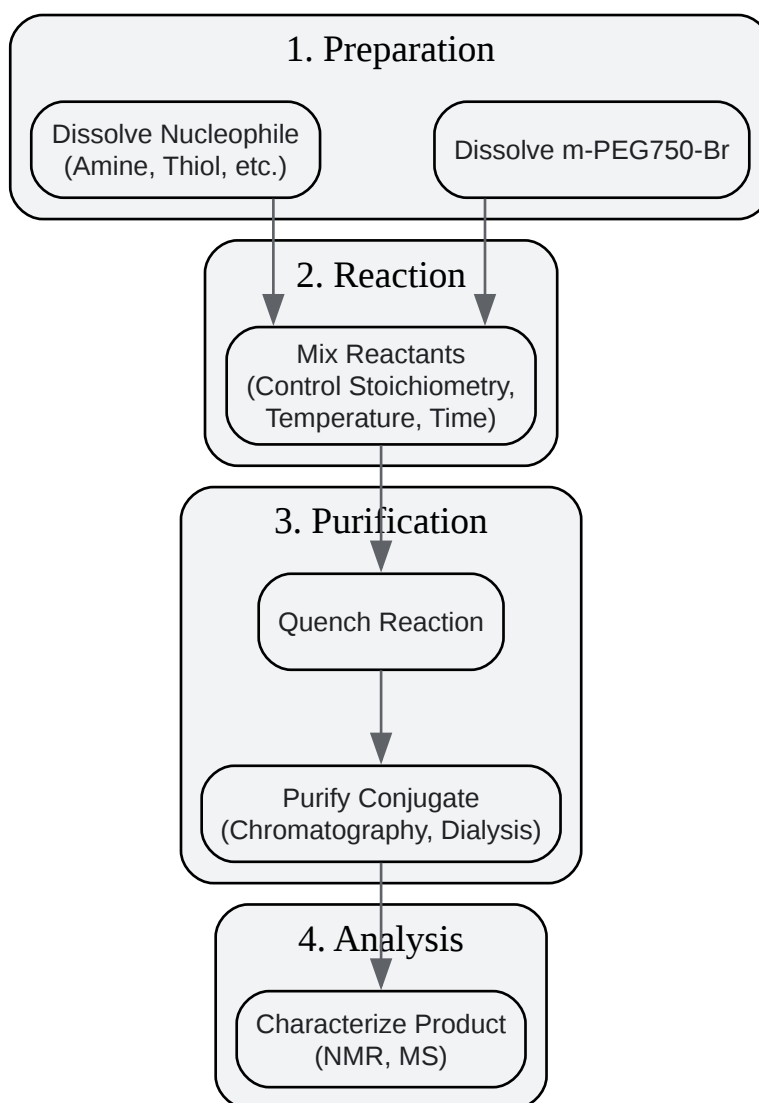 1. Preparation
Dissolve Nucleophile
(Amine, Thiol, etc.)
Dissolve m-PEG750-Br
2. Reaction
Mix Reactants
(Control Stoichiometry,
Temperature, Time)
3. Purification
Quench Reaction
Purify Conjugate
(Chromatography, Dialysis)
4. Analysis
Characterize Product
(NMR, MS)